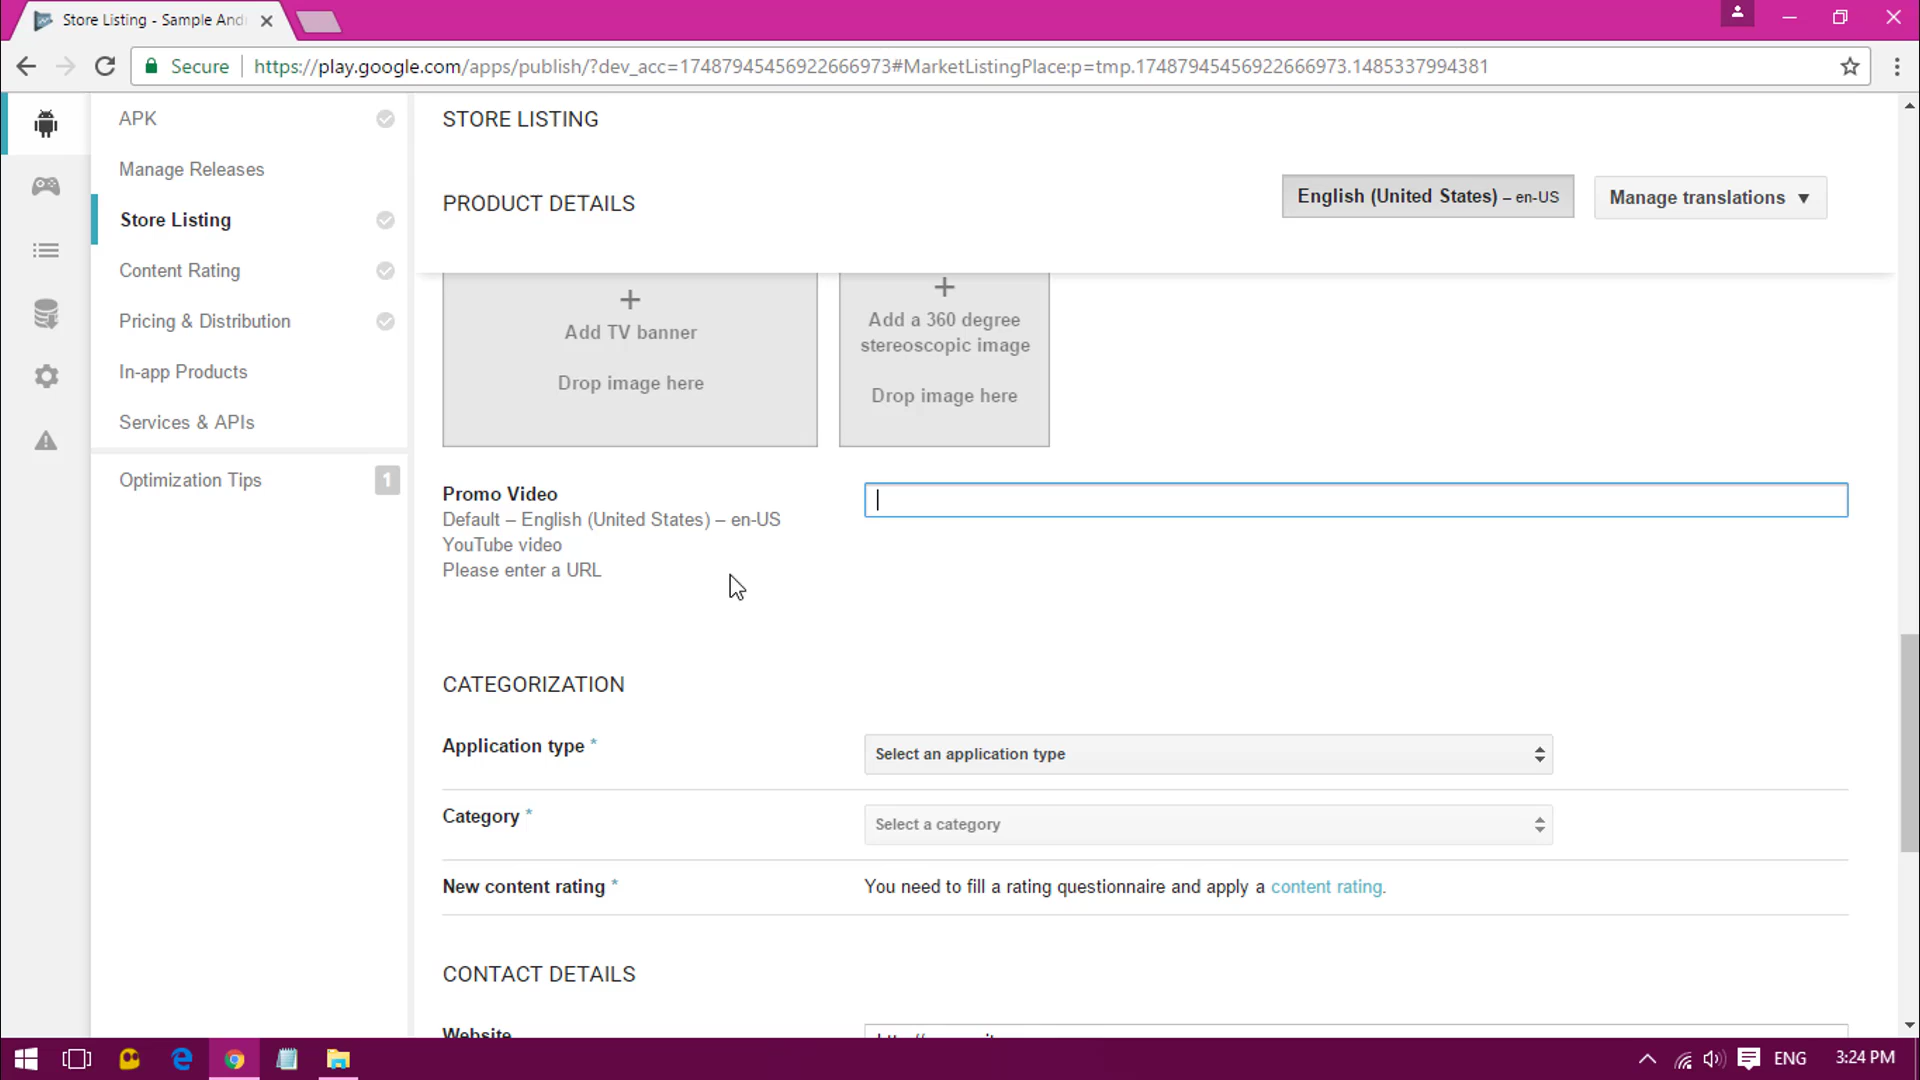 Store Listing - Sample And
Secure
https://play.google.com/apps/publish/?dev_acc=17487945456922666973#MarketListingPlace:p=tmp.17487945456922666973.1485337994381
APK
Manage Releases
Store Listing
Content Rating
Pricing & Distribution
In-app Products
Services & APIs
Optimization Tips
1
STORE LISTING
PRODUCT DETAILS
English (United States) – en-US
Manage translations
Add TV banner
Drop image here
Add a 360 degree
stereoscopic image
Drop image here
Promo Video
Default – English (United States) – en-US
YouTube video
Please enter a URL
CATEGORIZATION
Application type *
Select an application type
Category *
Select a category
New content rating *
You need to fill a rating questionnaire and apply a content rating.
CONTACT DETAILS
Website
ENG
3:24 PM